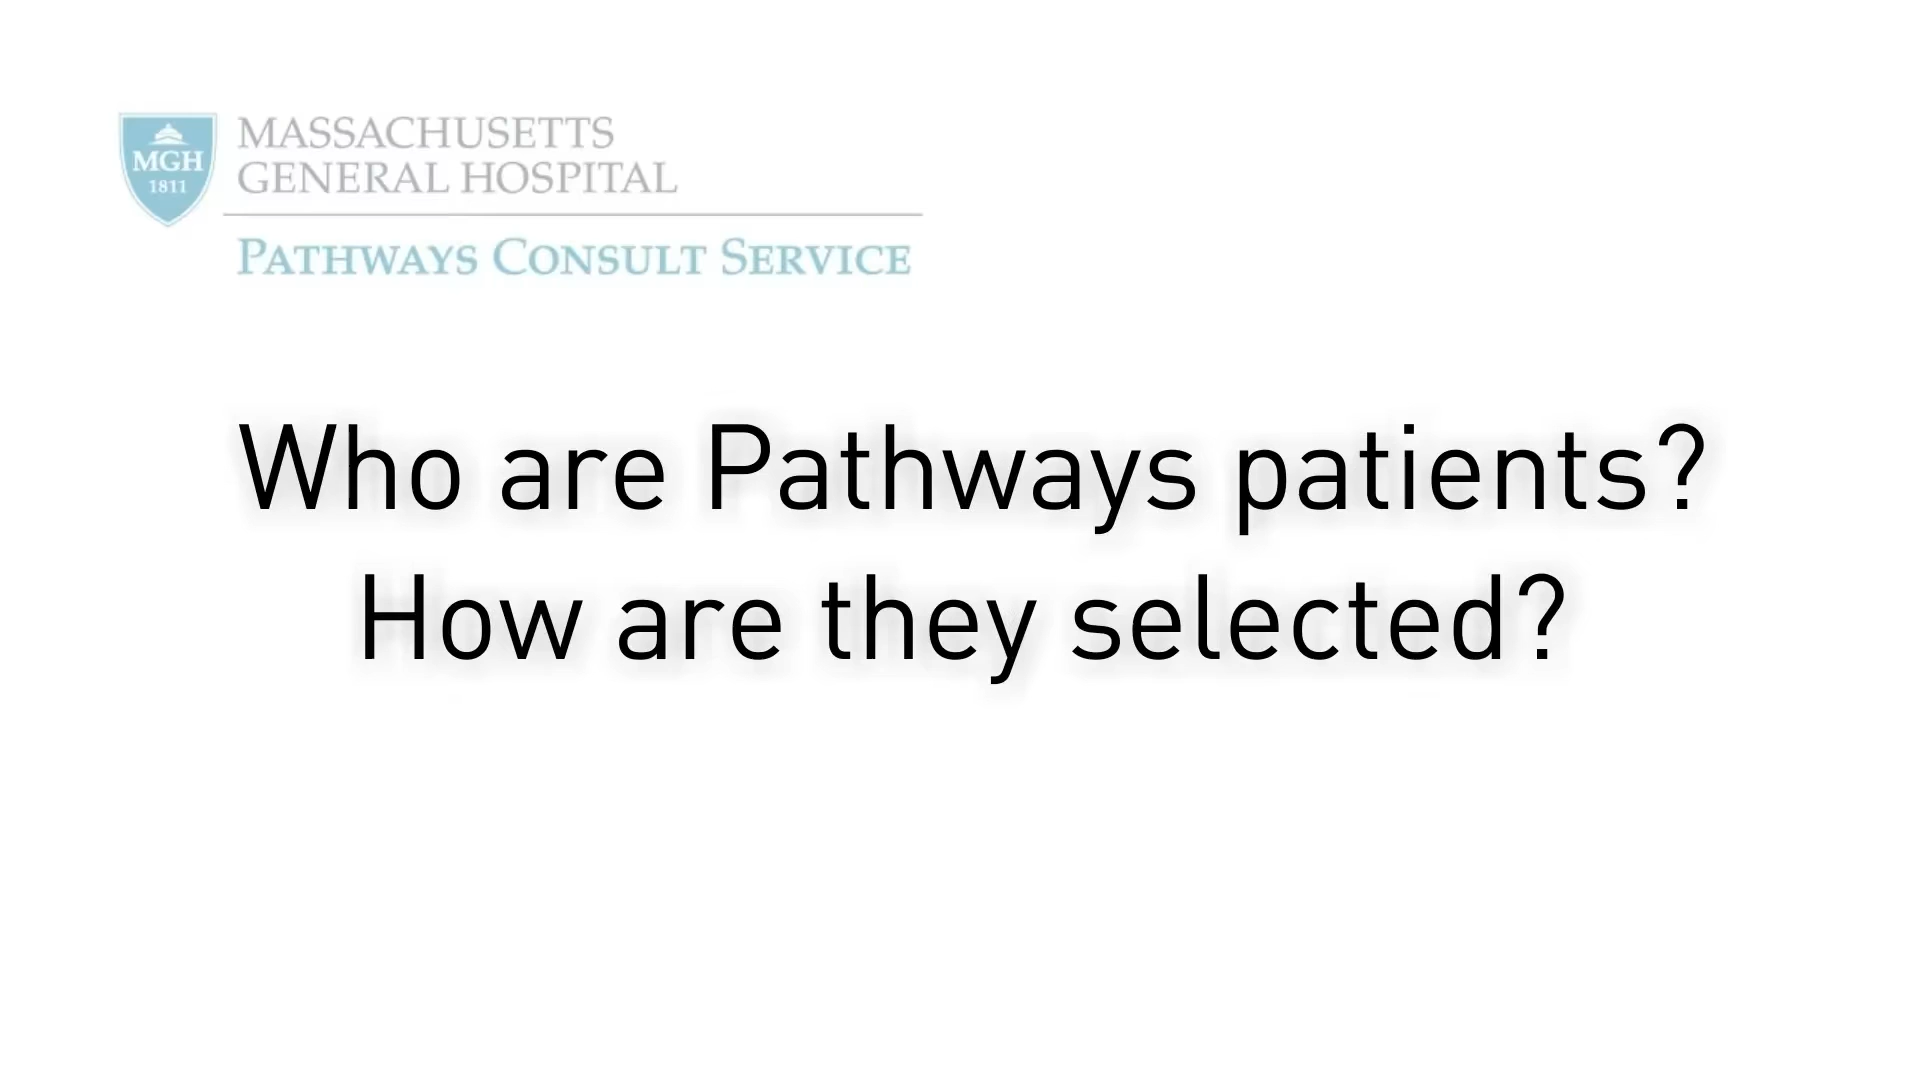 MGH
1811
MASSACHUSETTS
GENERAL HOSPITAL
PATHWAYS CONSULT SERVICE
Who are Pathways patients?
How are they selected?